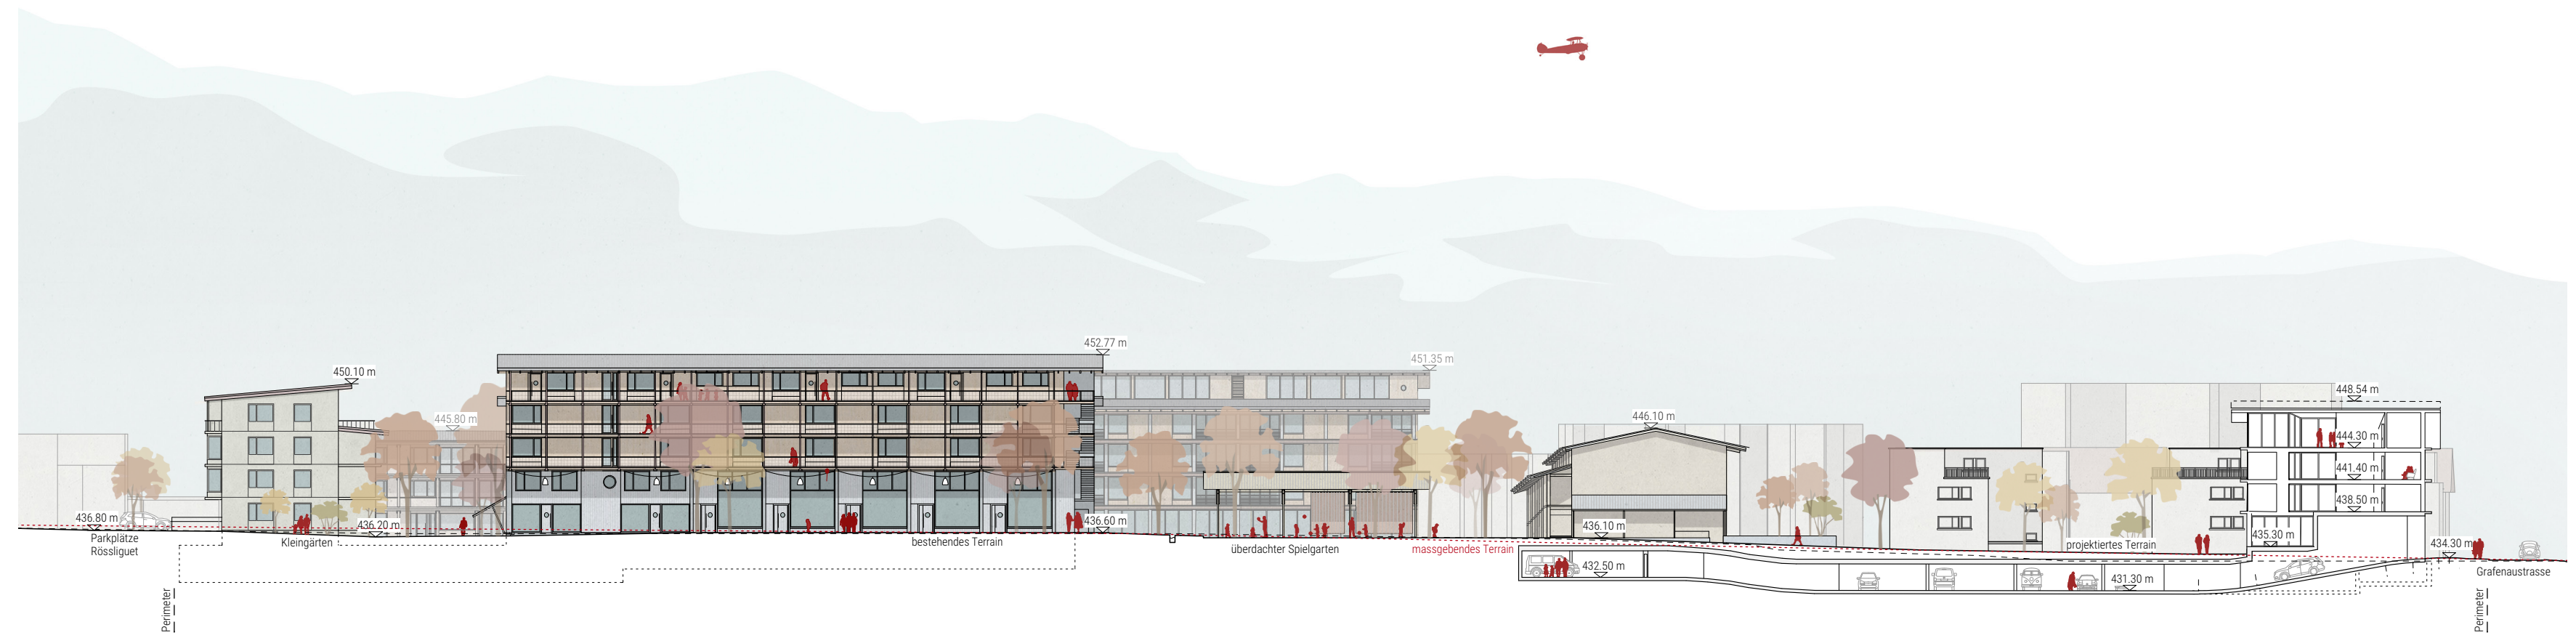 452.77 m
451.35 m
450.10 m
448.54 m
446.10 m
445.80 m
444.30 m
441.40 m
438.50 m
436.80 m
Parkplätze
Rössliguet
Kleingärten
436.20 m
bestehendes Terrain
436.60 m
überdachter Spielgarten
massgebendes Terrain
436.10 m
432.50 m
projektiertes Terrain
431.30 m
435.30 m
434.30 m
Grafenaustrasse
Perimeter
Perimeter